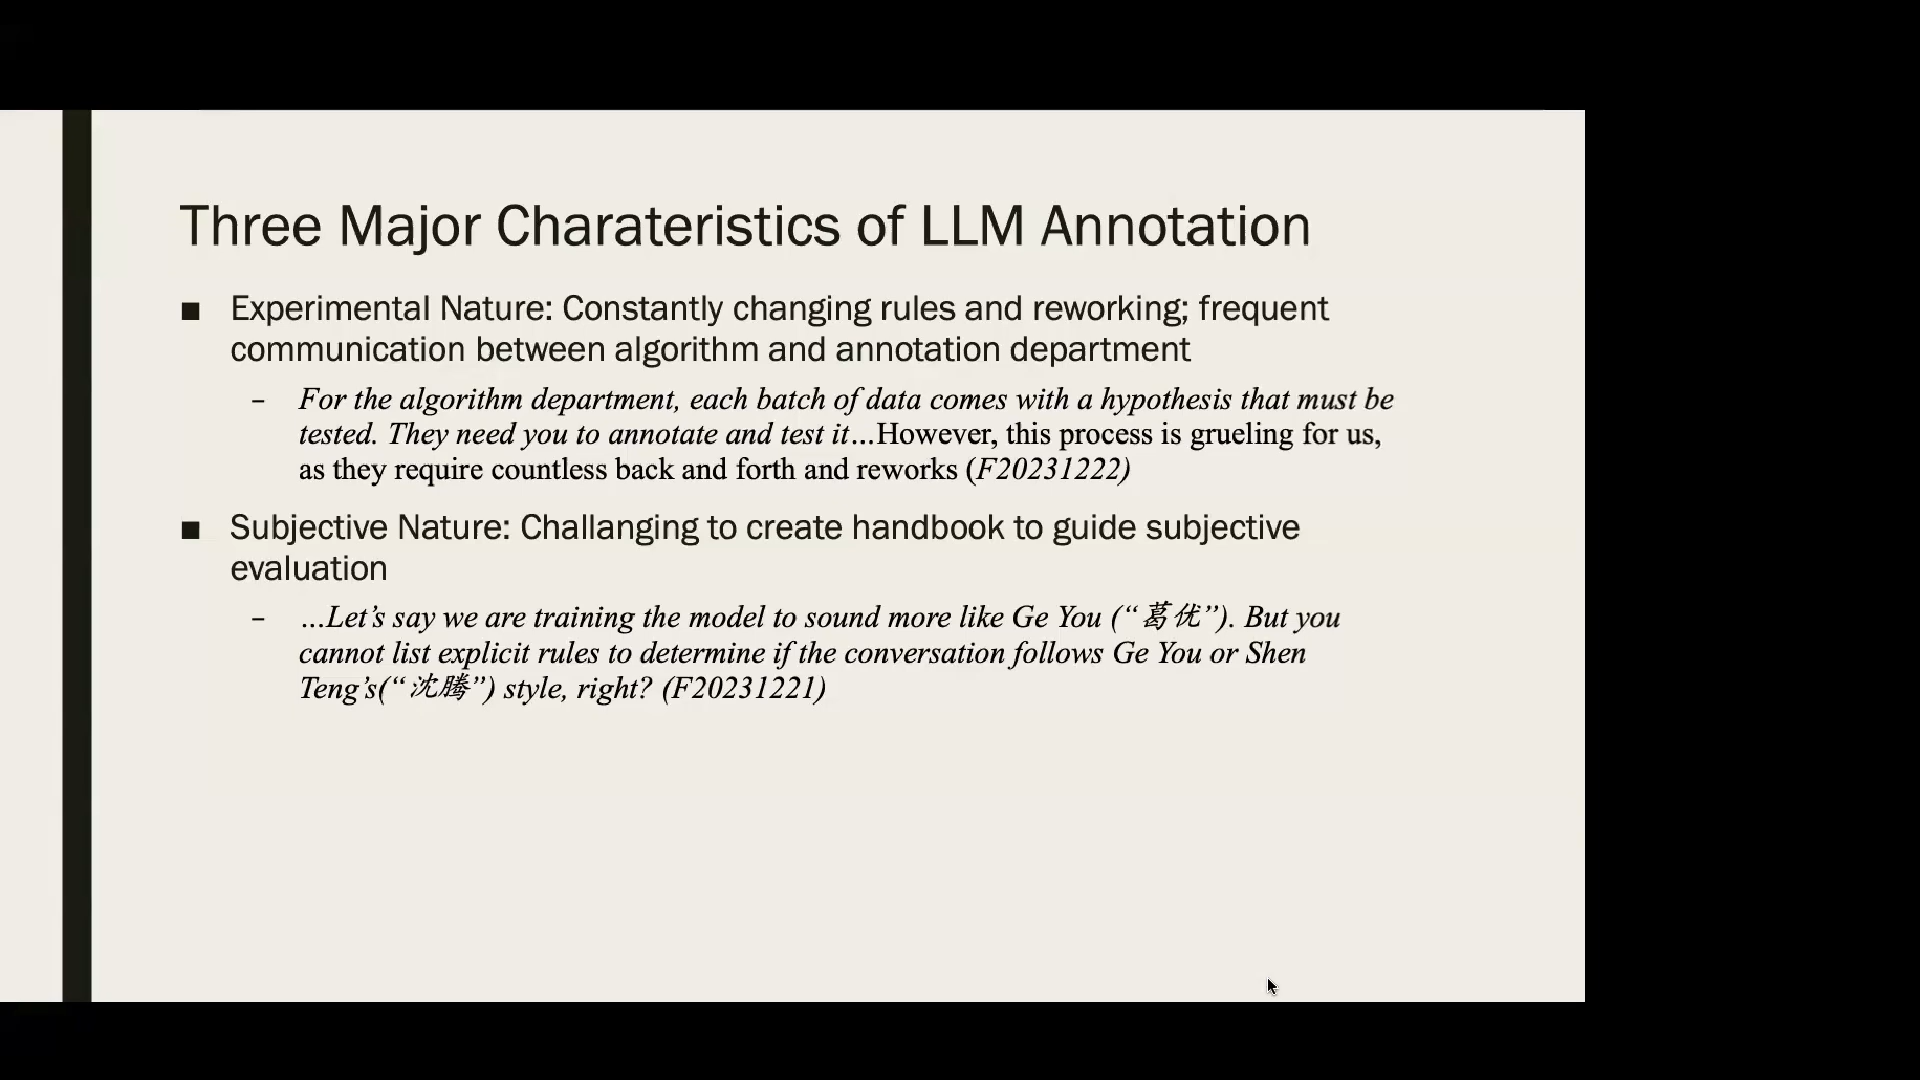 Three Major Charateristics of LLM Annotation
■ Experimental Nature: Constantly changing rules and reworking; frequent
communication between algorithm and annotation department
– For the algorithm department, each batch of data comes with a hypothesis that must be
tested. They need you to annotate and test it...However, this process is grueling for us,
as they require countless back and forth and reworks (F20231222)
■ Subjective Nature: Challanging to create handbook to guide subjective
evaluation
– ...Let’s say we are training the model to sound more like Ge You (“葛优”). But you
cannot list explicit rules to determine if the conversation follows Ge You or Shen
Teng’s(“沈腾”) style, right? (F20231221)